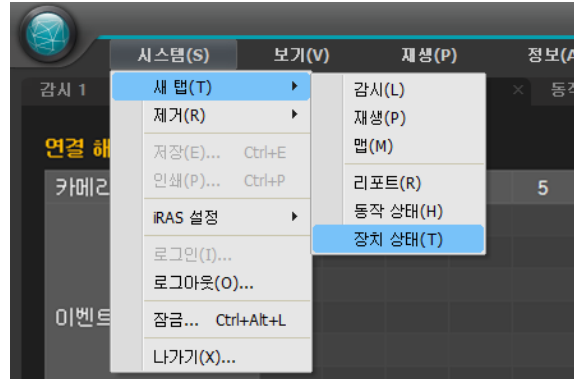 시스템(S) 보기(V) 재생(P) 정보(A
감시 1 × 동작
새 탭(T)
제거(R)
저장(E)... Ctrl+E
인쇄(P)... Ctrl+P
iRAS 설정
로그인(I)...
로그아웃(O)...
잠금... Ctrl+Alt+L
나가기(X)...
감시(L)
재생(P)
맵(M)
리포트(R)
동작 상태(H)
장치 상태(T)
연결 해
카메라 5
이벤트